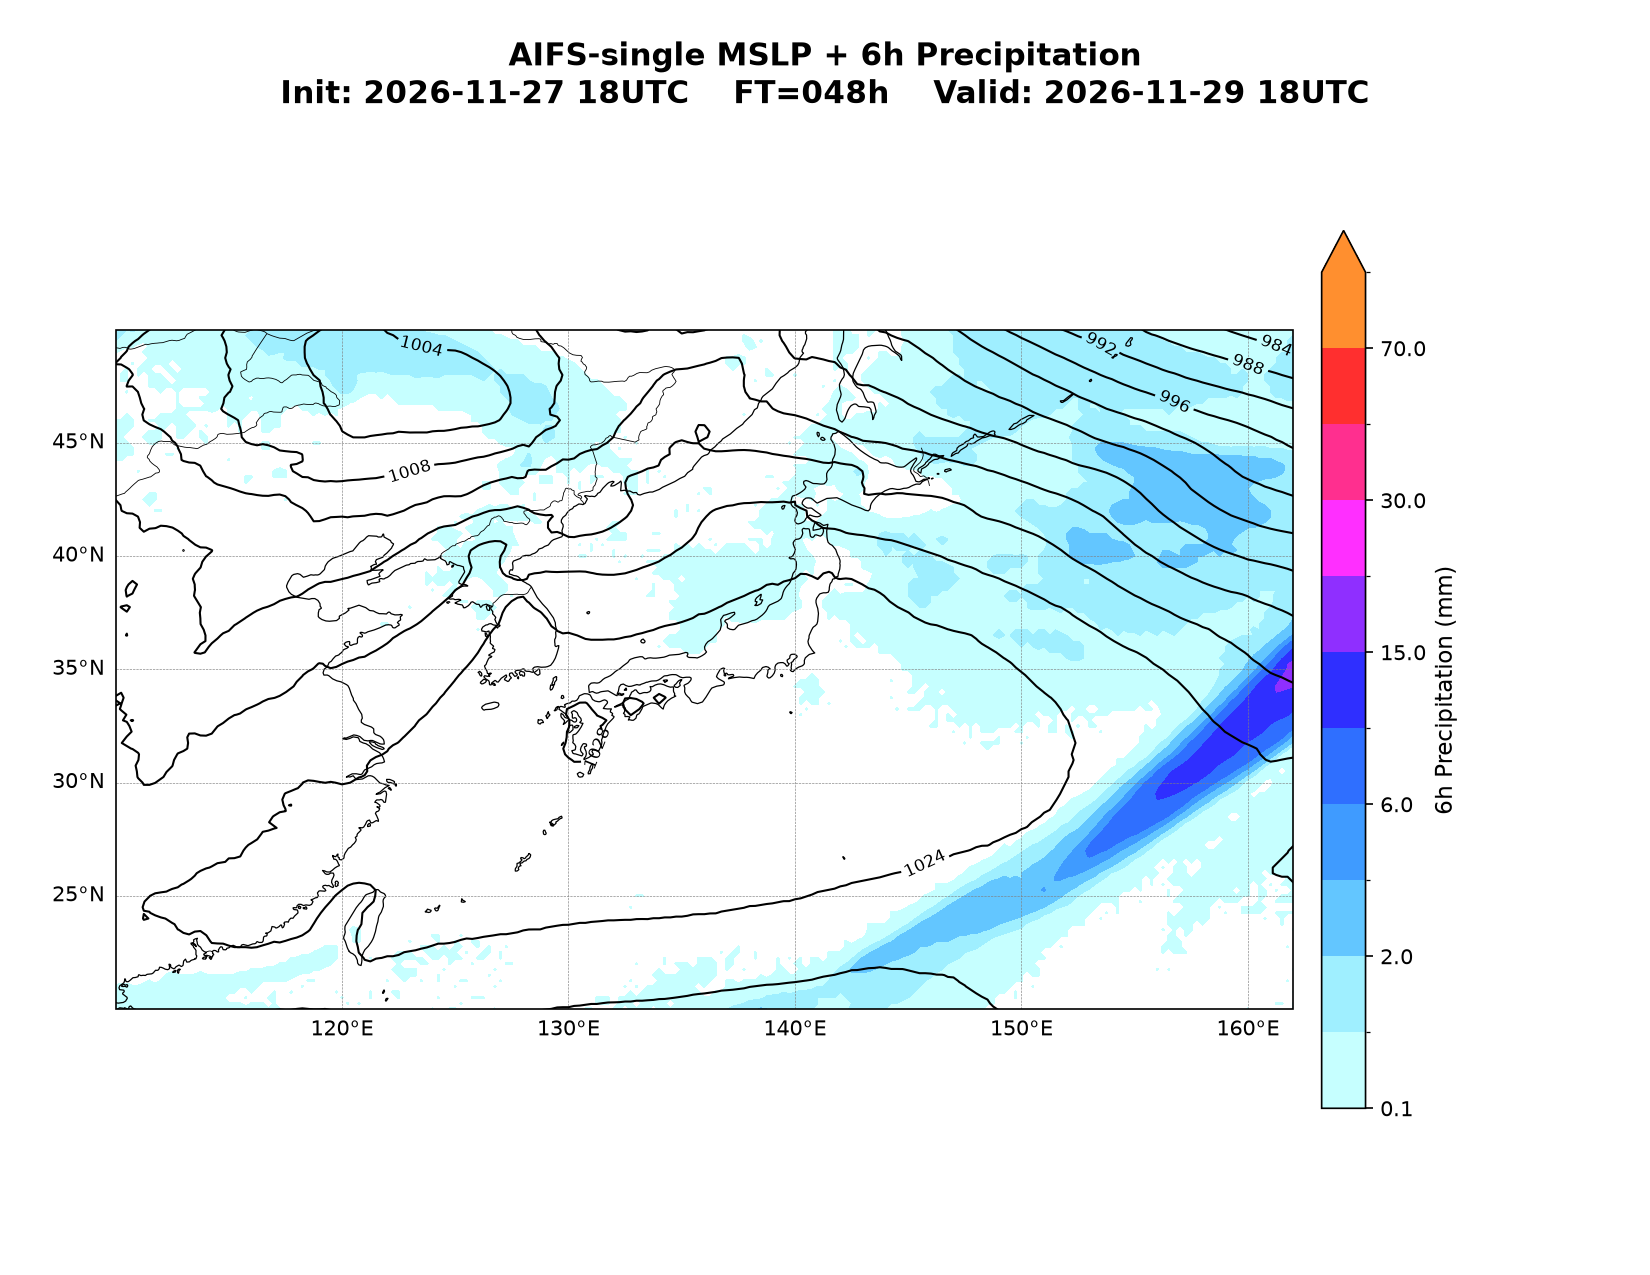 AIFS-single MSLP + 6h Precipitation
Init: 2026-11-27 18UTC    FT=048h    Valid: 2026-11-29 18UTC
1004
992
984
988
996
1008
1024
45°N
40°N
35°N
30°N
25°N
120°E
130°E
140°E
150°E
160°E
70.0
30.0
15.0
6.0
2.0
0.1
6h Precipitation (mm)